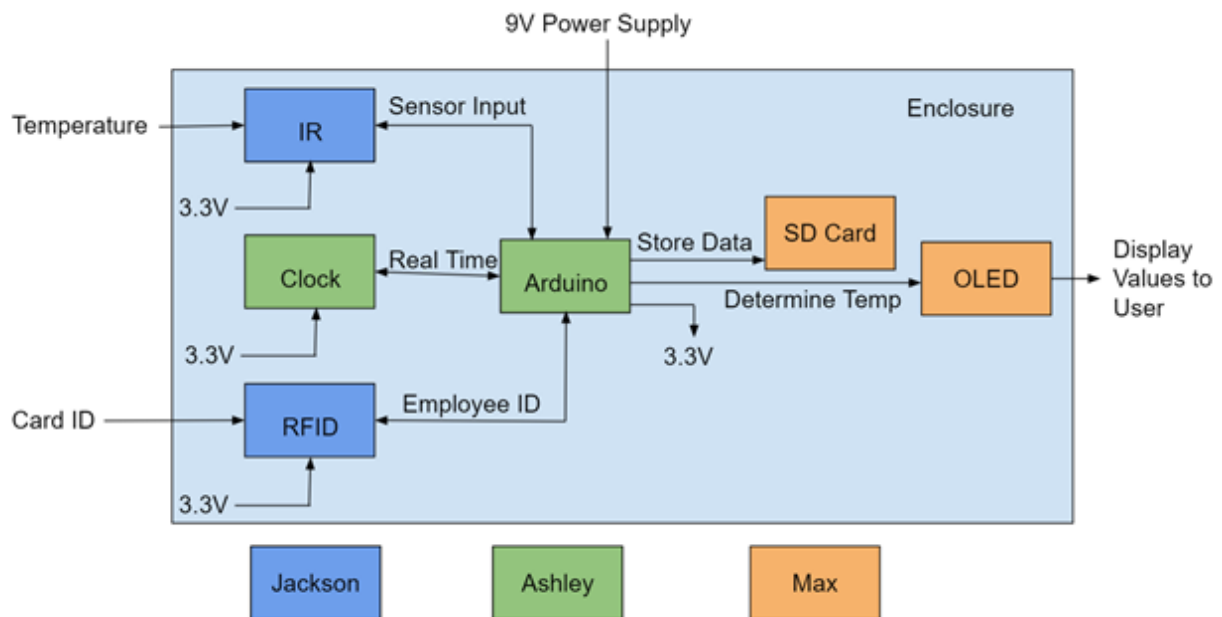 9V Power Supply
Enclosure
Temperature
IR
Sensor Input
3.3V
Clock
Real Time
Arduino
Store Data
SD Card
Determine Temp
OLED
Display
Values to
User
3.3V
3.3V
Card ID
RFID
Employee ID
3.3V
Jackson
Ashley
Max